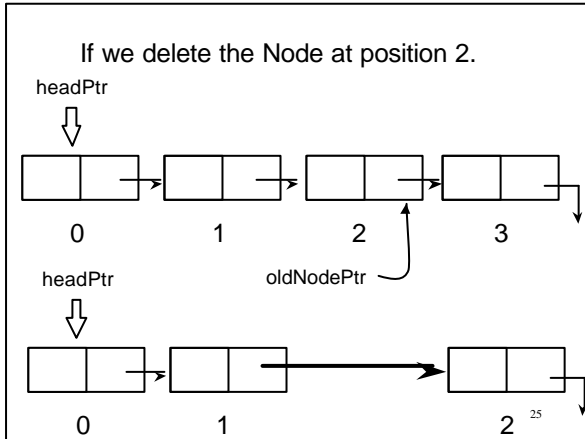 If we delete the Node at position 2.
headPtr
0 1 2 3
headPtr
oldNodePtr
0 1 2
25